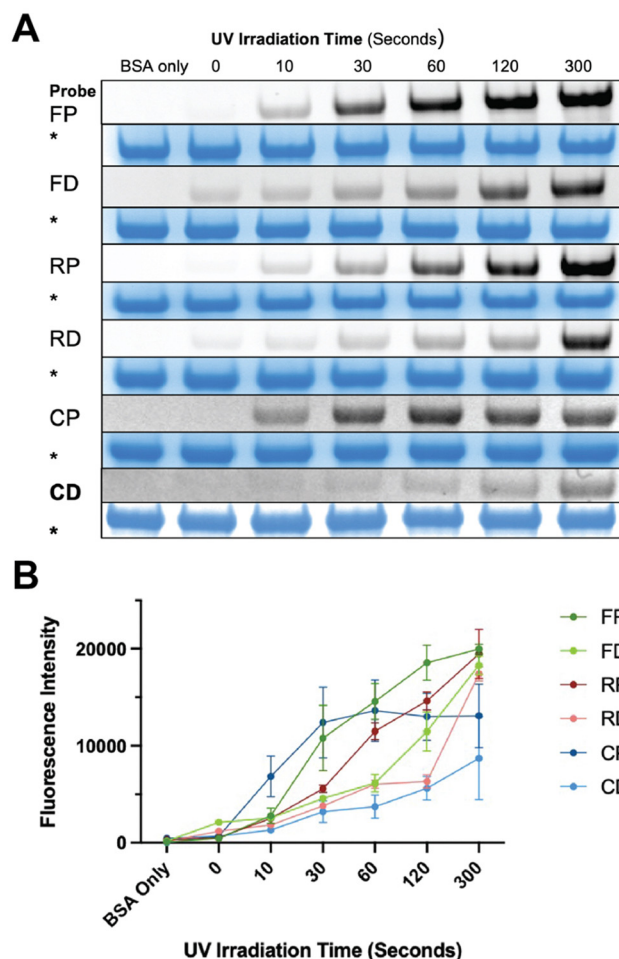 A
UV Irradiation Time (Seconds)
BSA only 0 10 30 60 120 300
Probe
FP
*
FD
*
RP
*
RD
*
CP
*
CD
*
B
Fluorescence Intensity
20000
10000
0
BSA Only 0 10 30 60 120 300
UV Irradiation Time (Seconds)